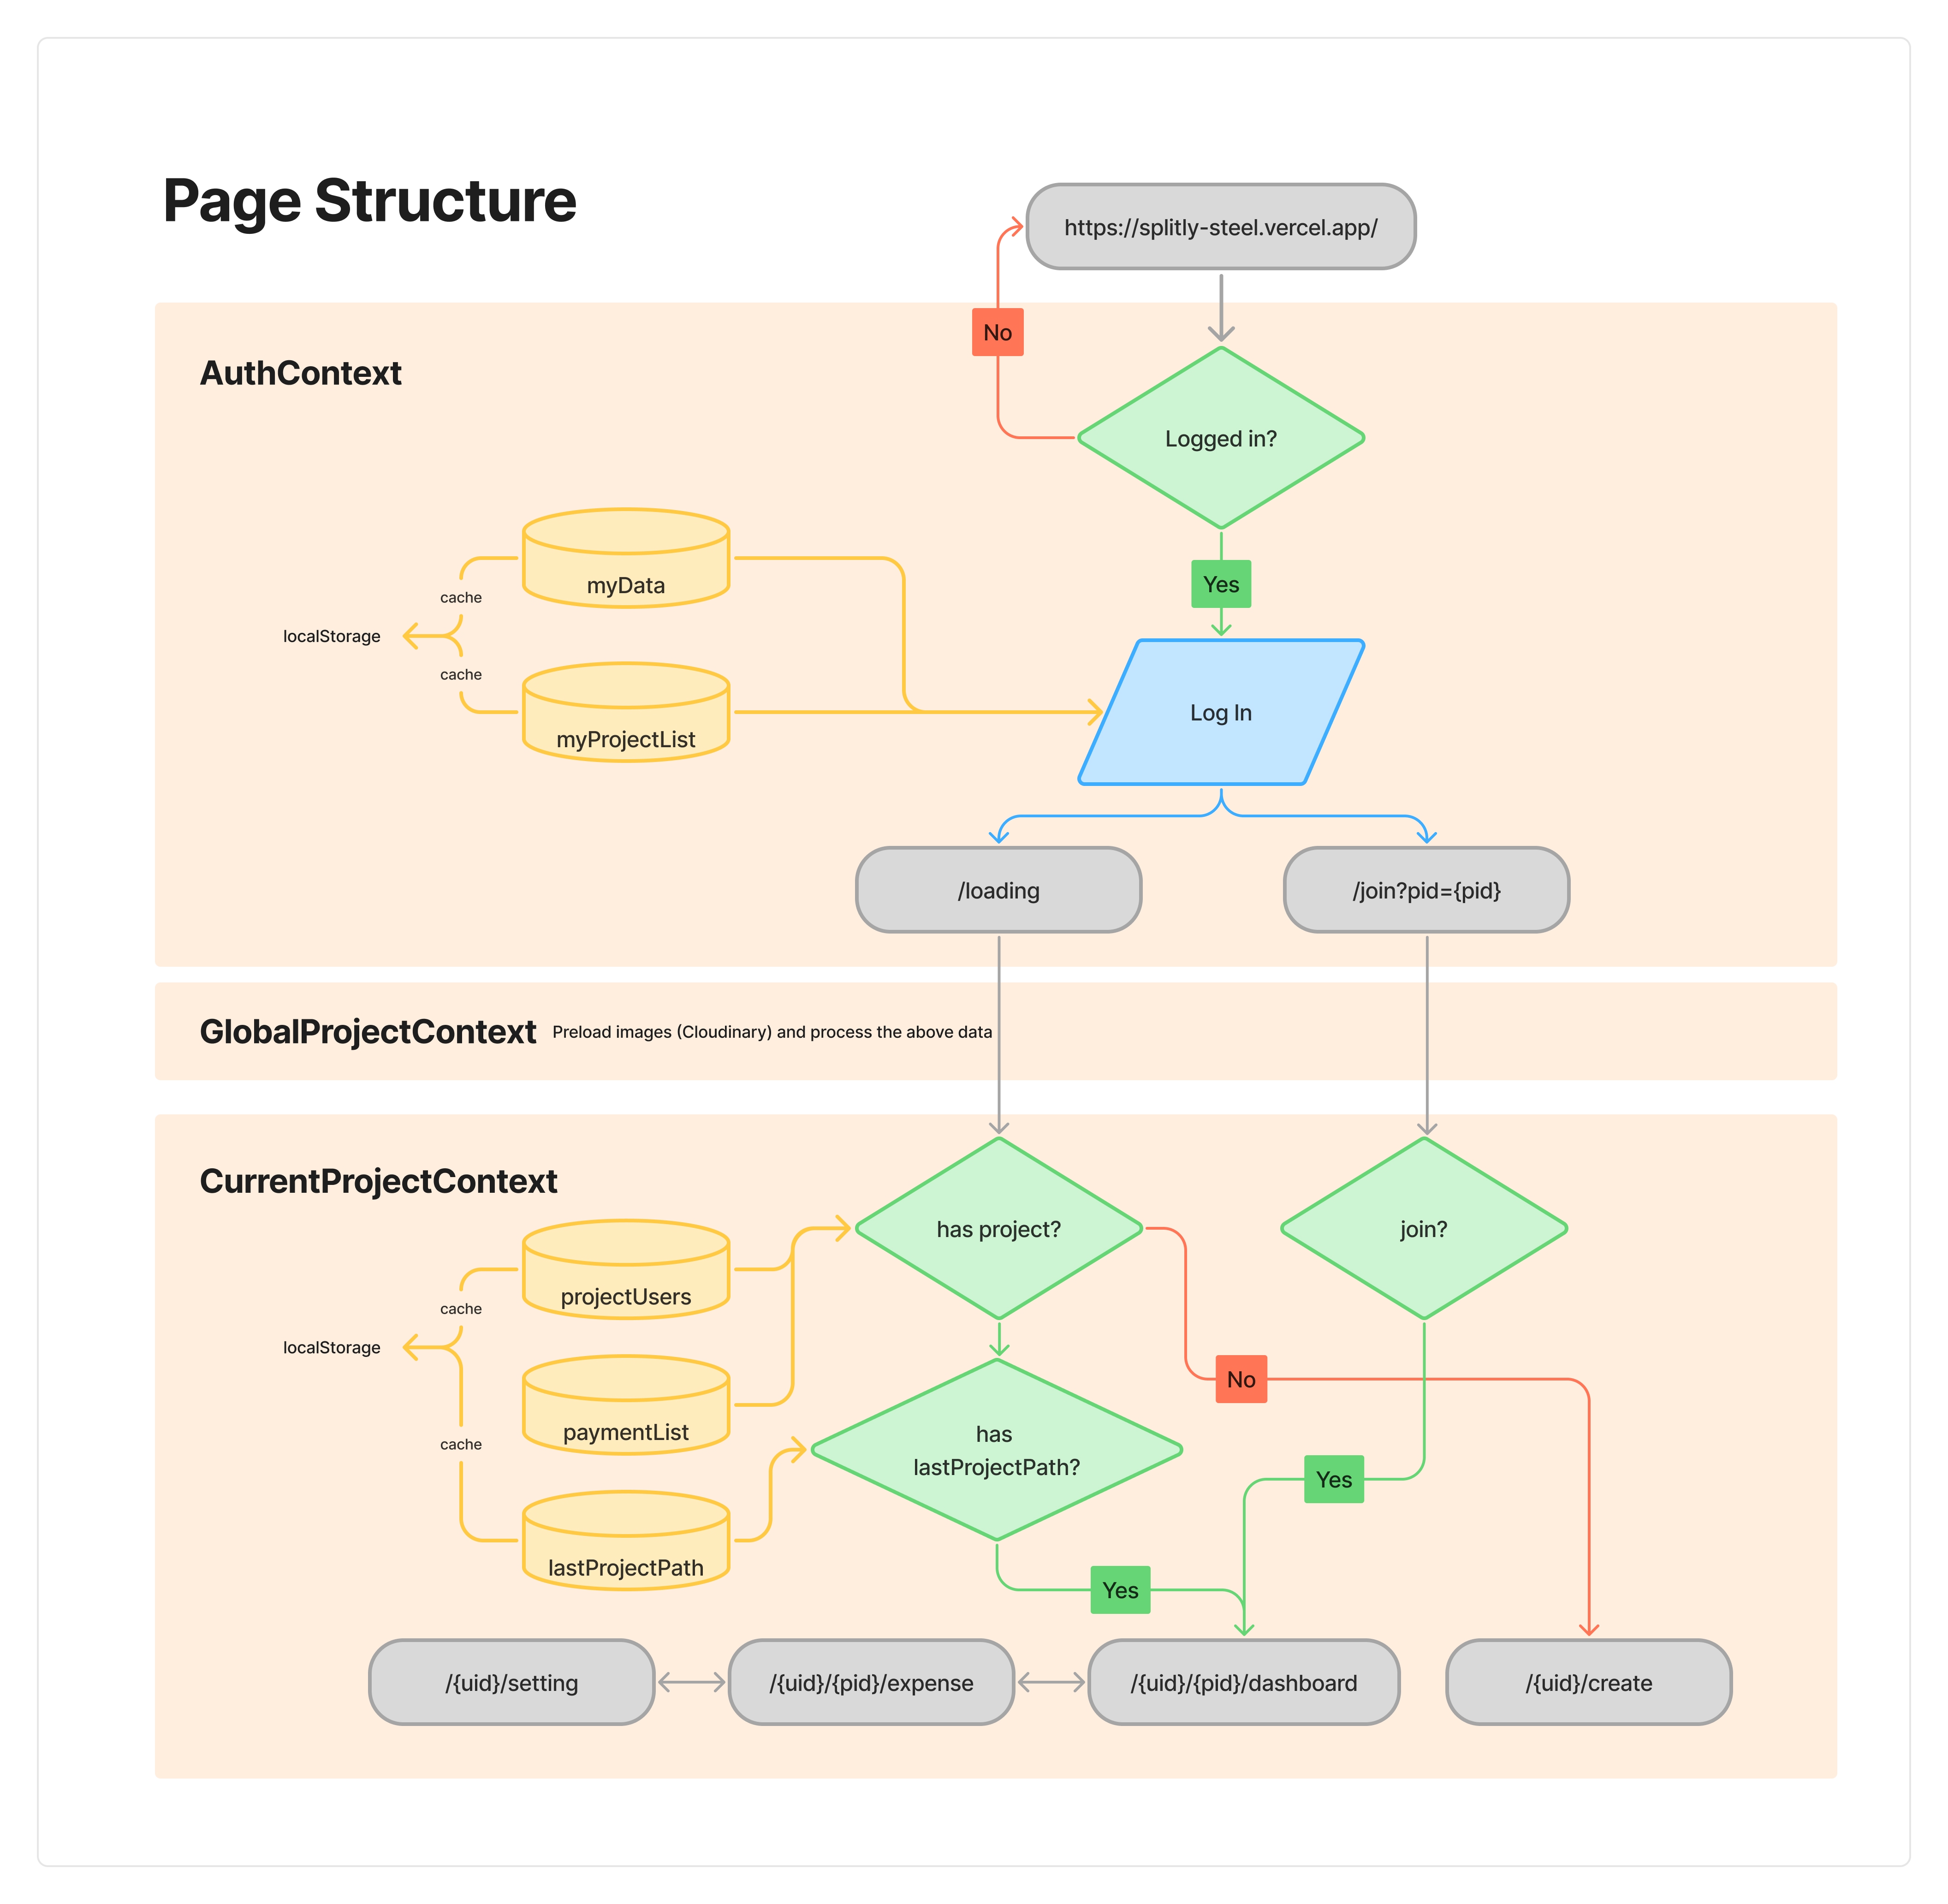 Page Structure
https://splitly-steel.vercel.app/
No
AuthContext
Logged in?
myData
Yes
cache
localStorage
cache
myProjectList
Log In
/loading
/join?pid={pid}
GlobalProjectContext
Preload images (Cloudinary) and process the above data
CurrentProjectContext
has project?
join?
projectUsers
cache
localStorage
No
paymentList
cache
has
lastProjectPath?
Yes
lastProjectPath
Yes
/{uid}/setting
/{uid}/{pid}/expense
/{uid}/{pid}/dashboard
/{uid}/create